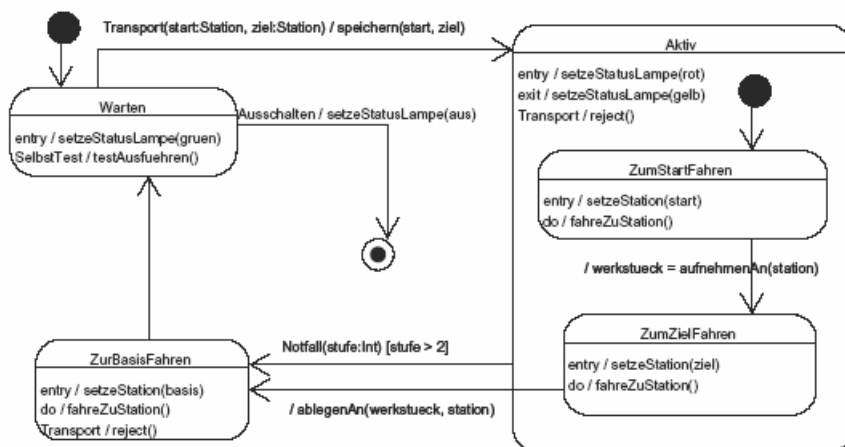 Transport(start:Station, ziel:Station) / speichern(start, ziel)
Aktiv
entry / setzeStatusLampe(rot)
exit / setzeStatusLampe(gelb)
Transport / reject()
Warten
entry / setzeStatusLampe(gruen)
SelbstTest / testAusfuehren()
Ausschalten / setzeStatusLampe(aus)
ZumStartFahren
entry / setzeStation(start)
do / fahreZuStation()
/ werkstueck = aufnehmenAn(station)
ZumZielFahren
entry / setzeStation(ziel)
do / fahreZuStation()
Notfall(stufe:Int) [stufe > 2]
ZurBasisFahren
entry / setzeStation(basis)
do / fahreZuStation()
Transport / reject()
/ ablegenAn(werkstueck, station)